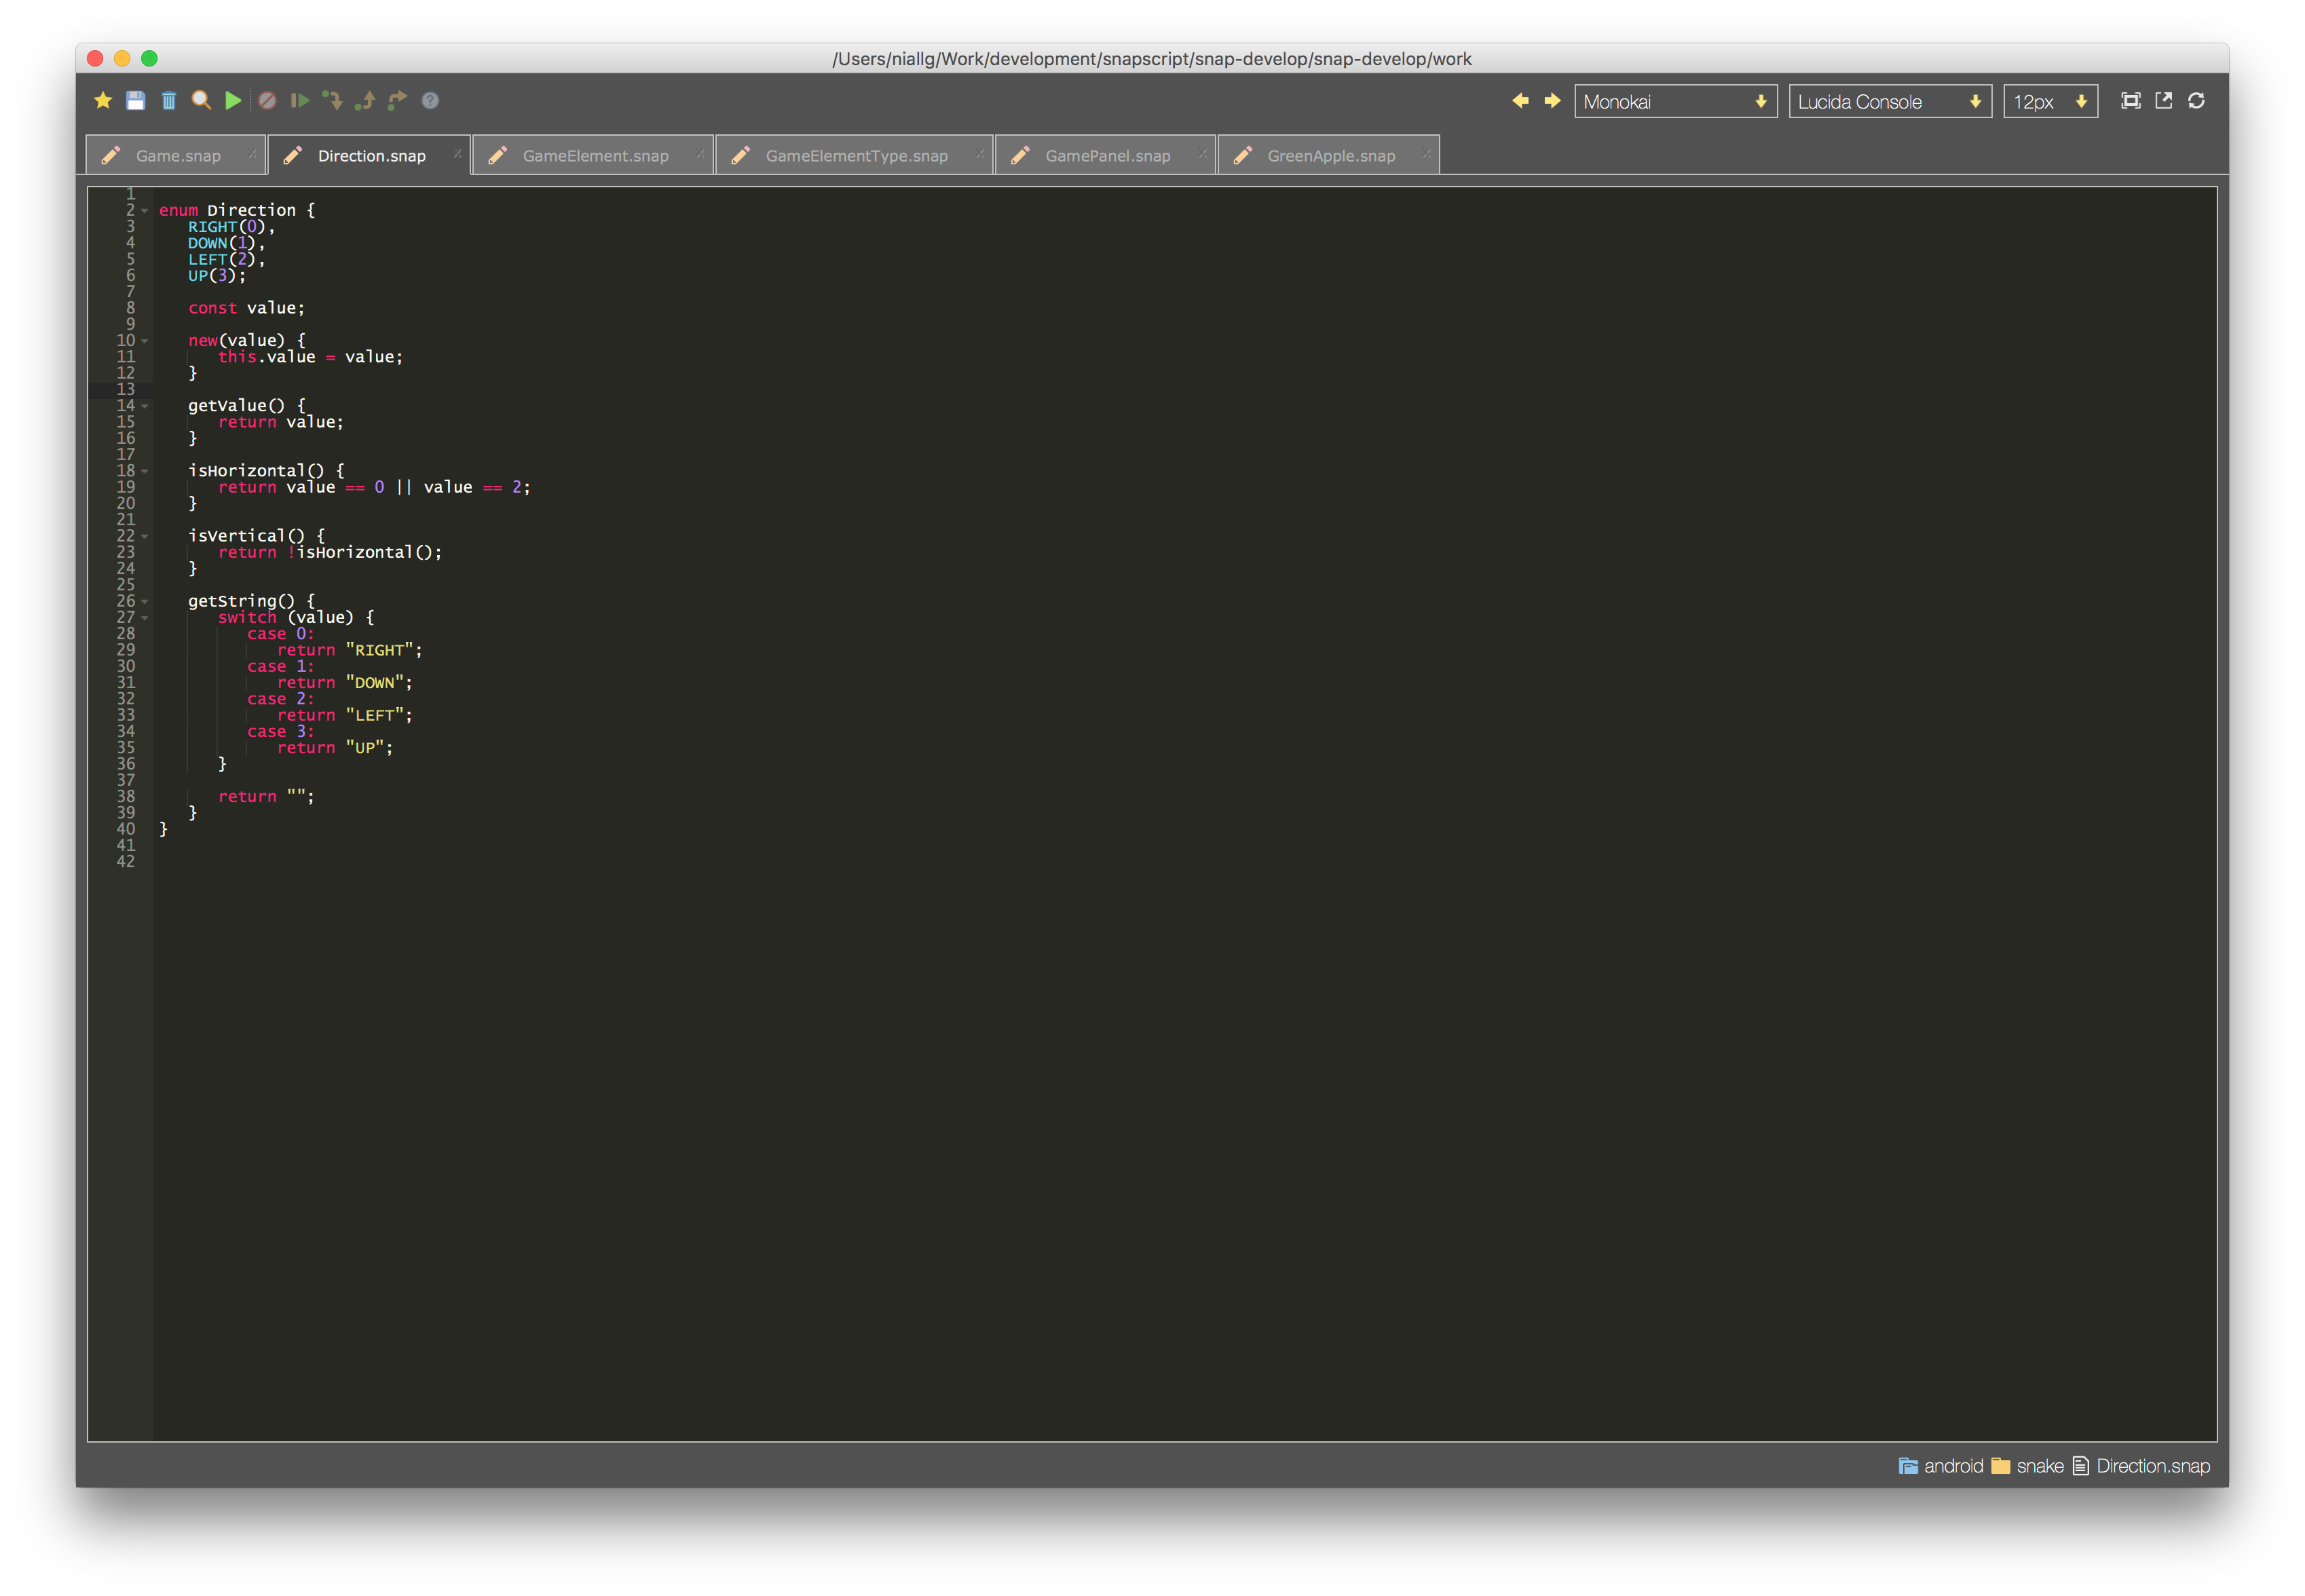 /Users/niallg/Work/development/snapscript/snap-develop/snap-develop/work
Monokai Lucida Console 12px
Game.snap Direction.snap GameElement.snap GameElementType.snap GamePanel.snap GreenApple.snap
1
2 enum Direction {
3    RIGHT(0),
4    DOWN(1),
5    LEFT(2),
6    UP(3);
7
8    const value;
9
10    new(value) {
11       this.value = value;
12    }
13
14    getValue() {
15       return value;
16    }
17
18    isHorizontal() {
19       return value == 0 || value == 2;
20    }
21
22    isVertical() {
23       return !isHorizontal();
24    }
25
26    getString() {
27       switch (value) {
28          case 0:
29             return "RIGHT";
30          case 1:
31             return "DOWN";
32          case 2:
33             return "LEFT";
34          case 3:
35             return "UP";
36       }
37
38       return "";
39    }
40 }
41
42
android snake Direction.snap